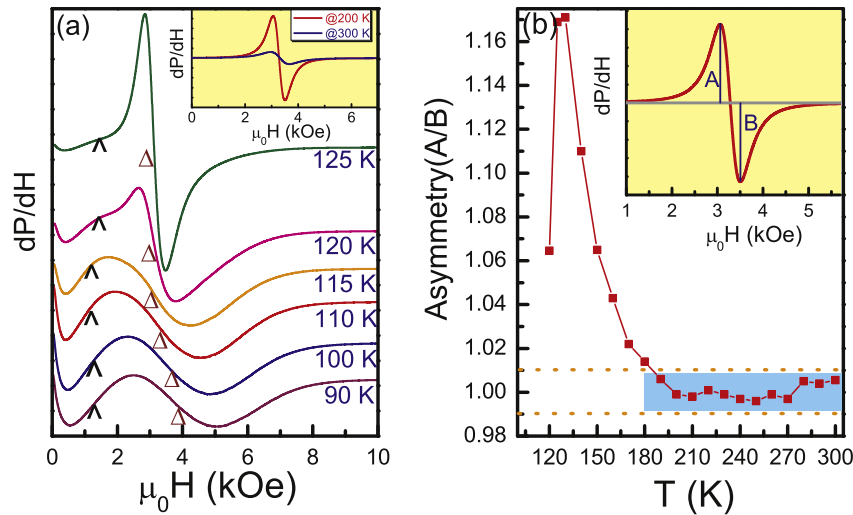 (a)
@200 K
@300 K
dP/dH
0 2 4 6
μ0H (kOe)
125 K
120 K
115 K
110 K
100 K
90 K
dP/dH
0 2 4 6 8 10
μ0H (kOe)
(b)
1.16
1.14
1.12
1.10
1.08
1.06
1.04
1.02
1.00
0.98
Asymmetry(A/B)
A
B
dP/dH
1 2 3 4 5
μ0H (kOe)
120 150 180 210 240 270 300
T (K)